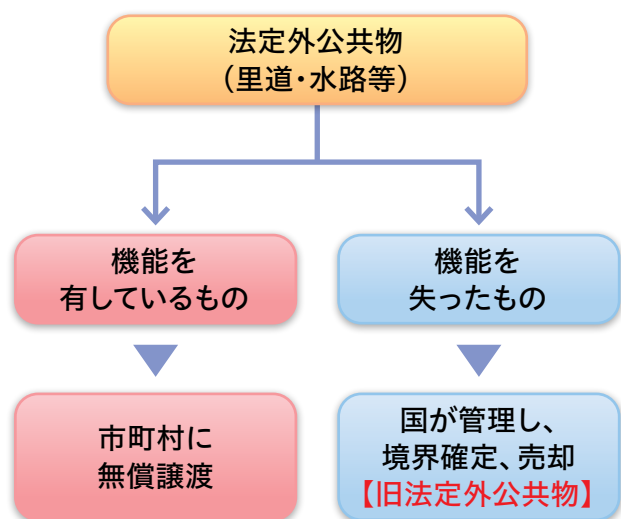 法定外公共物
（里道・水路等）
機能を
有しているもの
機能を
失ったもの
市町村に
無償譲渡
国が管理し、
境界確定、売却
【旧法定外公共物】